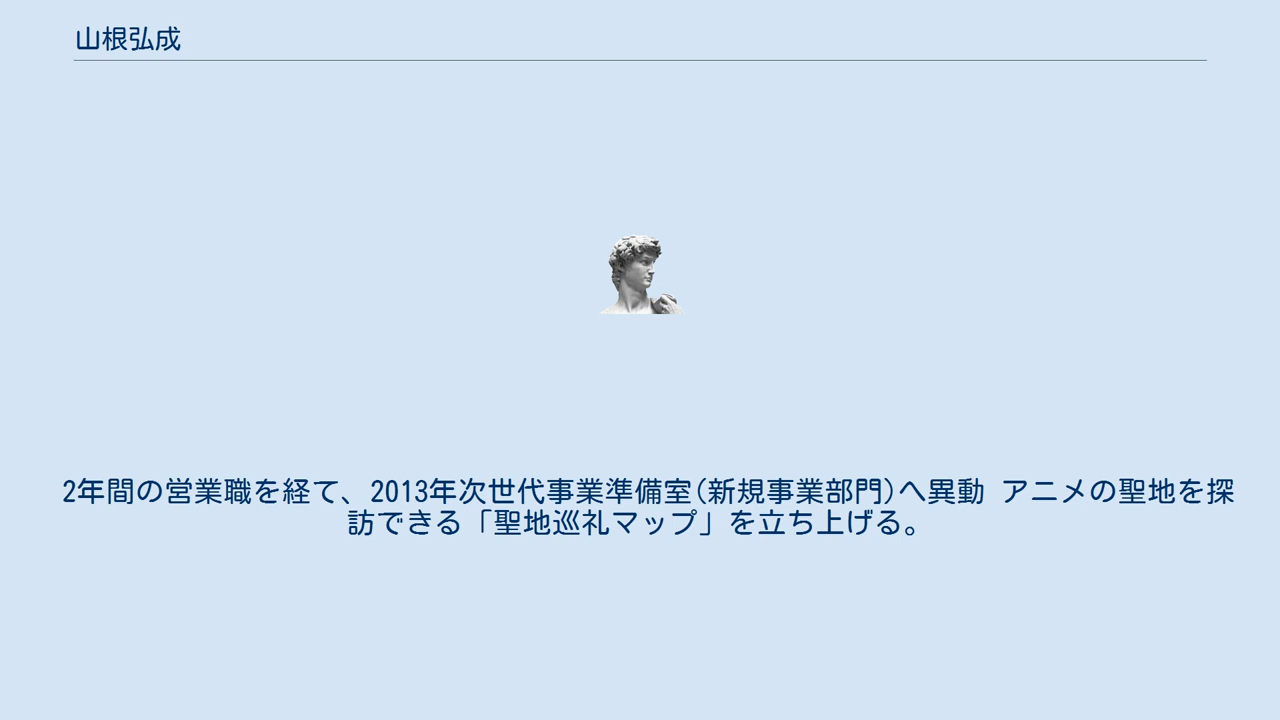 山根弘成
2年間の営業職を経て、2013年次世代事業準備室(新規事業部門)へ異動 アニメの聖地を探
訪できる「聖地巡礼マップ」を立ち上げる。